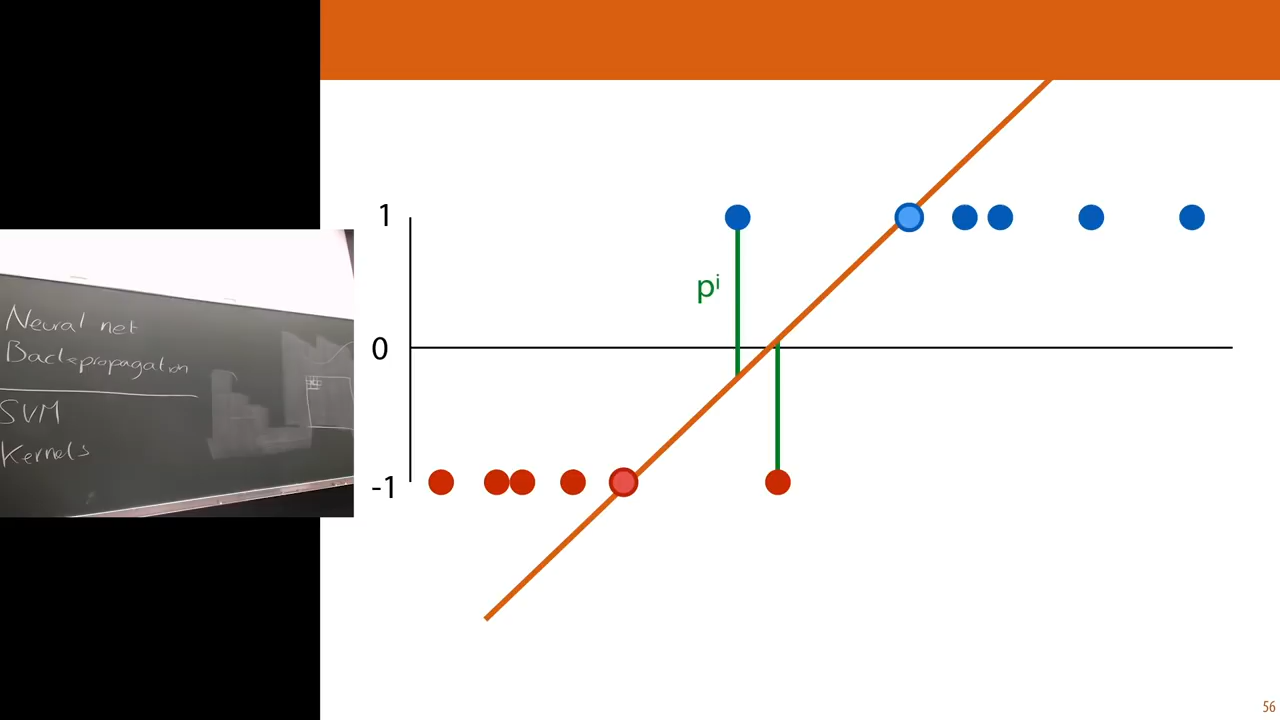 Neural net
Backpropagation
SVM
Kernels
1
pⁱ
0
-1
56